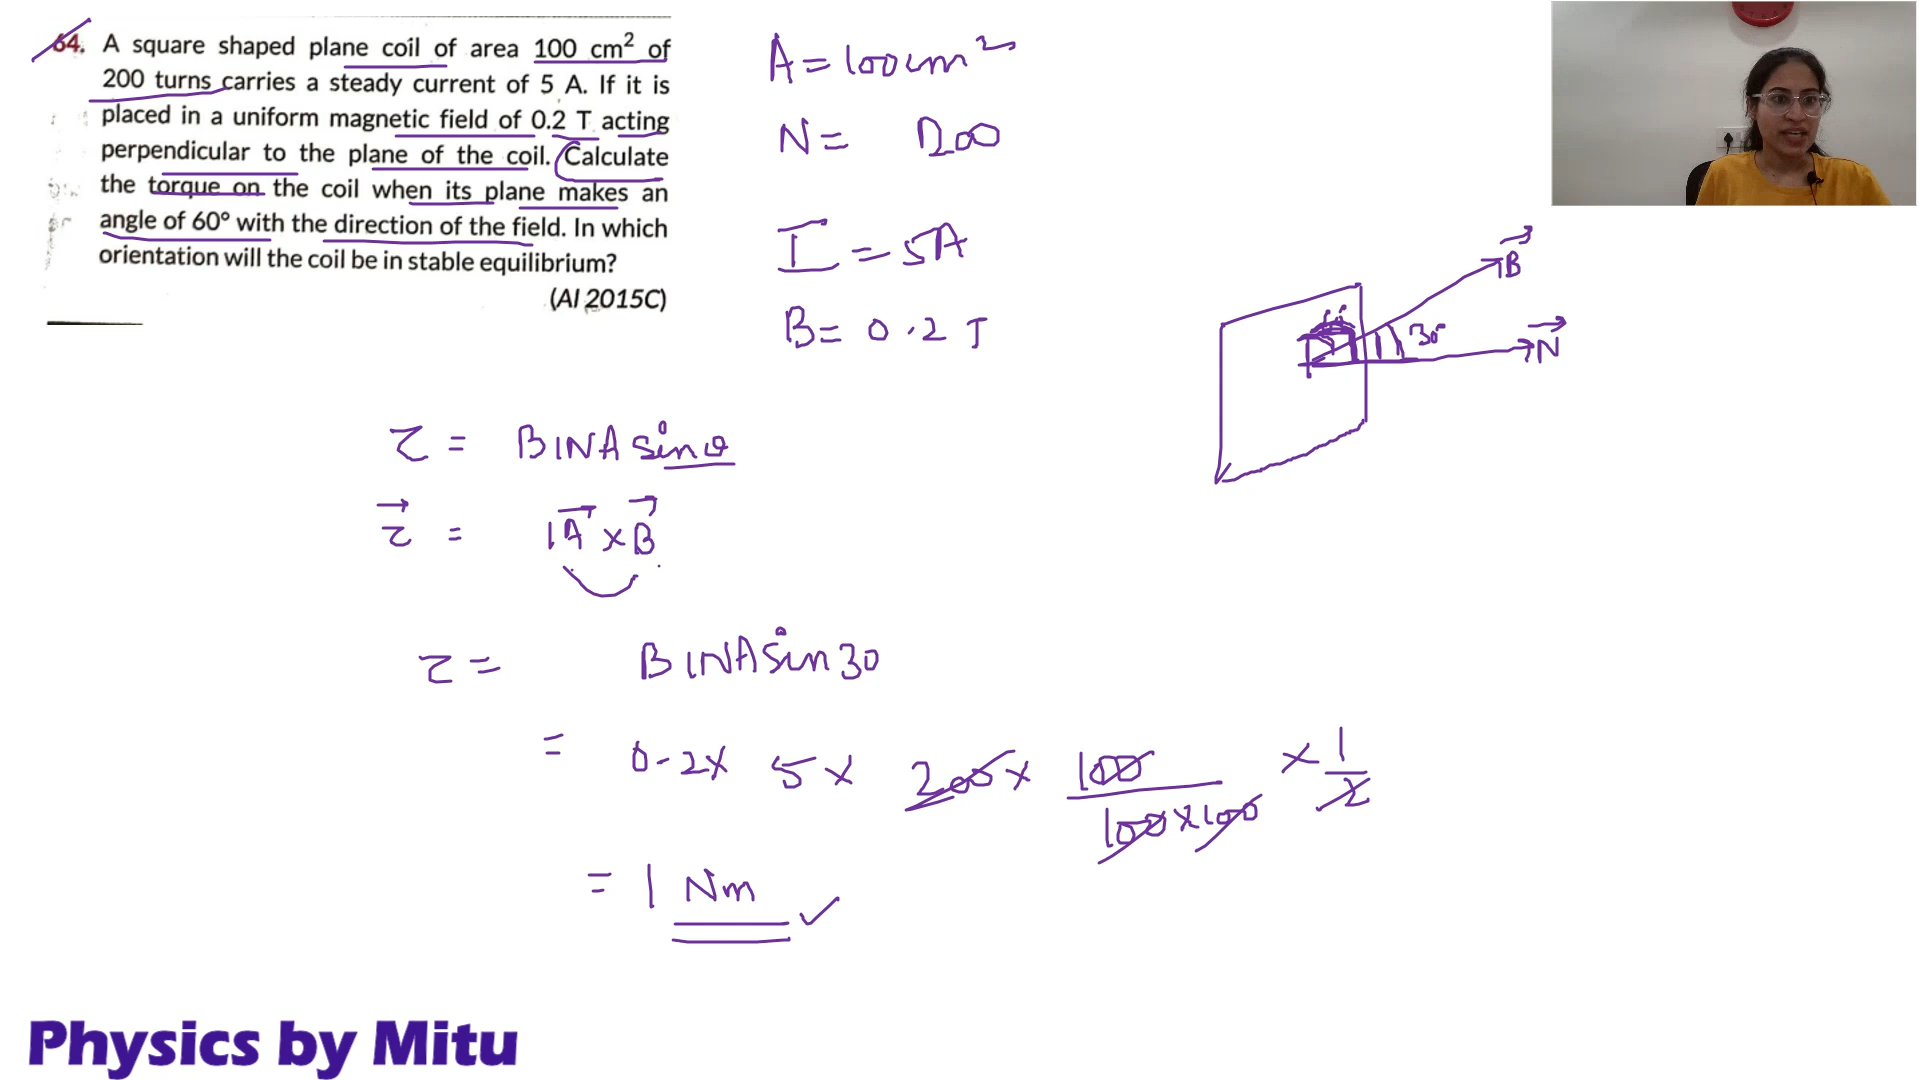 64. A square shaped plane coil of area 100 cm² of
200 turns carries a steady current of 5 A. If it is
placed in a uniform magnetic field of 0.2 T acting
perpendicular to the plane of the coil. Calculate
the torque on the coil when its plane makes an
angle of 60° with the direction of the field. In which
orientation will the coil be in stable equilibrium?
(AI 2015C)
A = 100 cm²
N = 200
I = 5A
B = 0.2 T
B⃗
60°
30°
N⃗
τ = BINA sin θ
τ⃗ = IA⃗ × B⃗
τ = BINA sin 30
= 0.2 × 5 × 200 × 100/(100×100) × 1/2
= 1 Nm ✓
Physics by Mitu